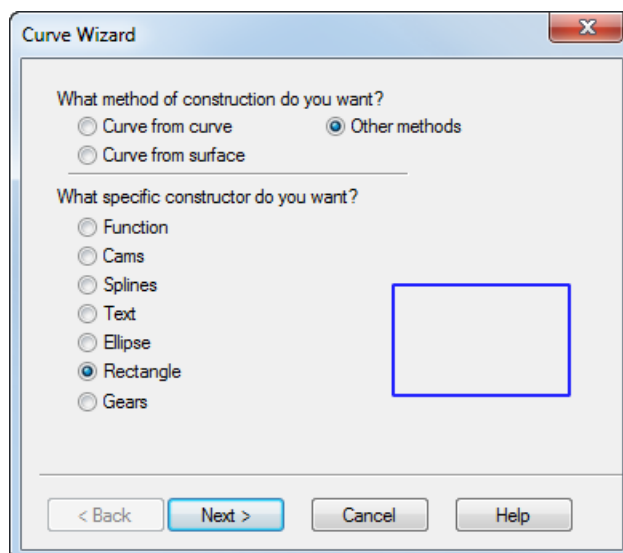 Curve Wizard
What method of construction do you want?
Curve from curve
Other methods
Curve from surface
What specific constructor do you want?
Function
Cams
Splines
Text
Ellipse
Rectangle
Gears
< Back
Next >
Cancel
Help